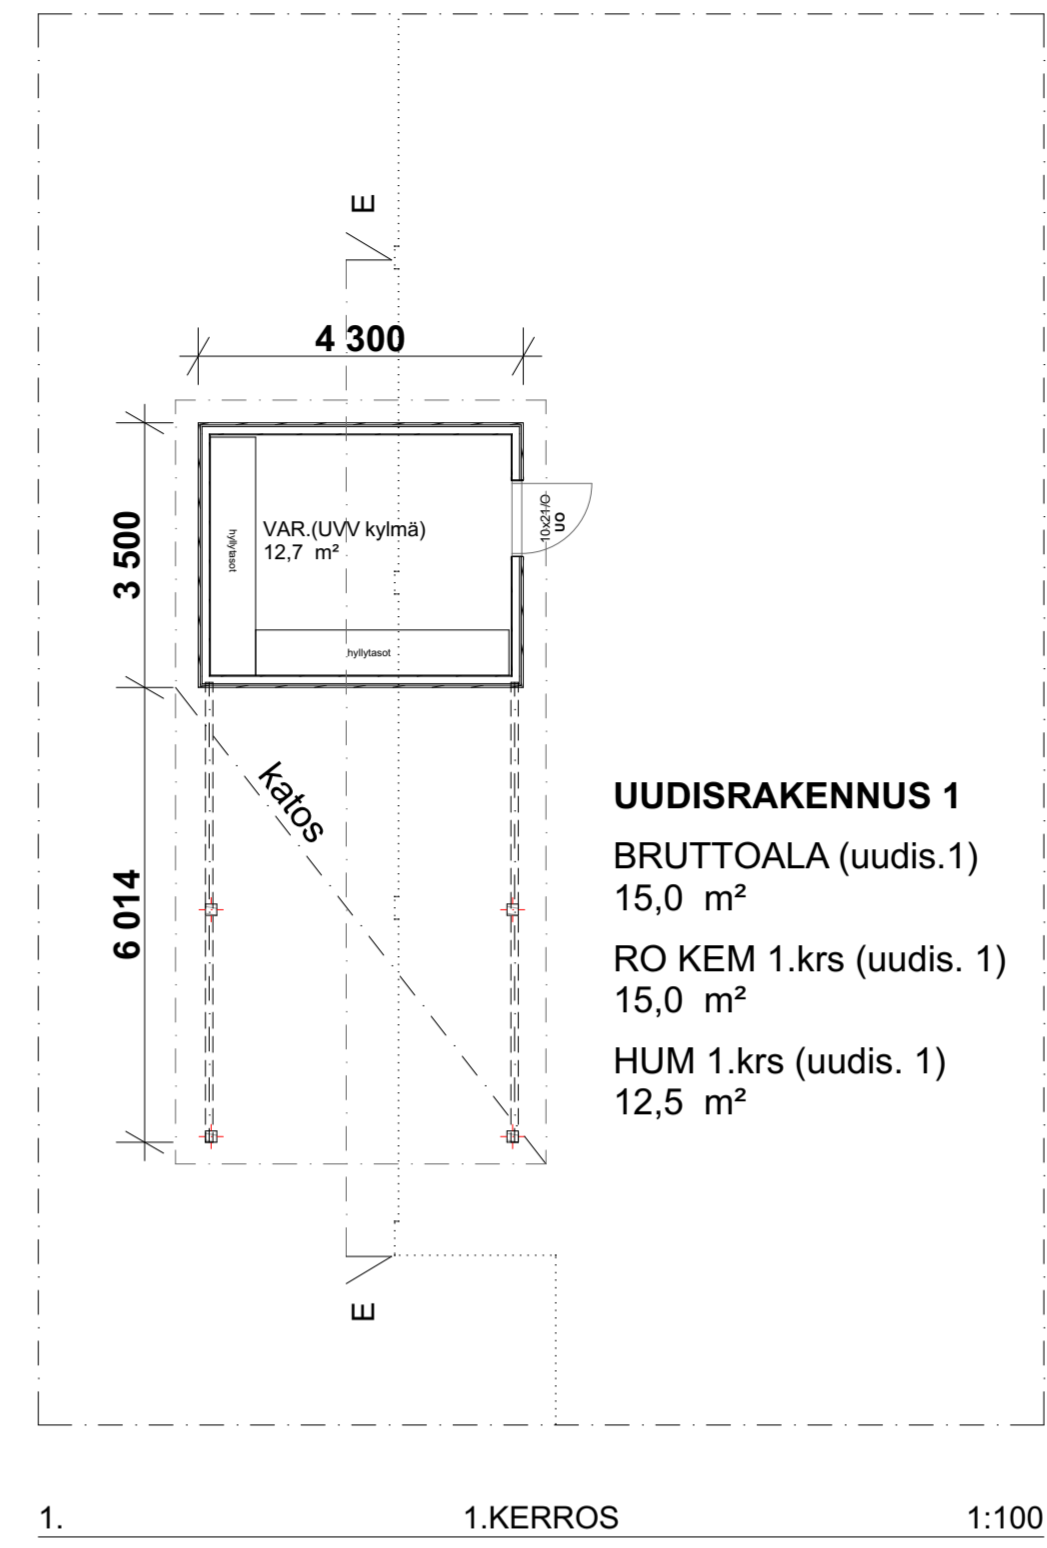 E
4 300
3 500
hyllytasot
VAR.(UVV kylmä)
12,7 m²
10x21/O
UO
hyllytasot
katos
6 014
UUDISRAKENNUS 1
BRUTTOALA (uudis.1)
15,0 m²
RO KEM 1.krs (uudis. 1)
15,0 m²
HUM 1.krs (uudis. 1)
12,5 m²
E
1. 1.KERROS 1:100